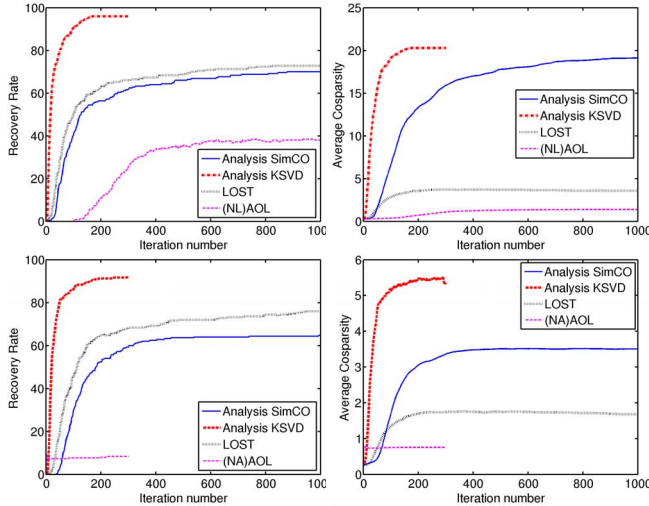 Recovery Rate
100
80
60
40
20
0
0 200 400 600 800 1000
Iteration number
Analysis SimCO
Analysis KSVD
LOST
(NL)AOL
Average Cosparsity
25
20
15
10
5
0
0 200 400 600 800 1000
Iteration number
Analysis SimCO
Analysis KSVD
LOST
(NL)AOL
Recovery Rate
100
80
60
40
20
0
0 200 400 600 800 1000
Iteration number
Analysis SimCO
Analysis KSVD
LOST
(NA)AOL
Average Cosparsity
6
5
4
3
2
1
0
0 200 400 600 800 1000
Iteration number
Analysis SimCO
Analysis KSVD
LOST
(NA)AOL